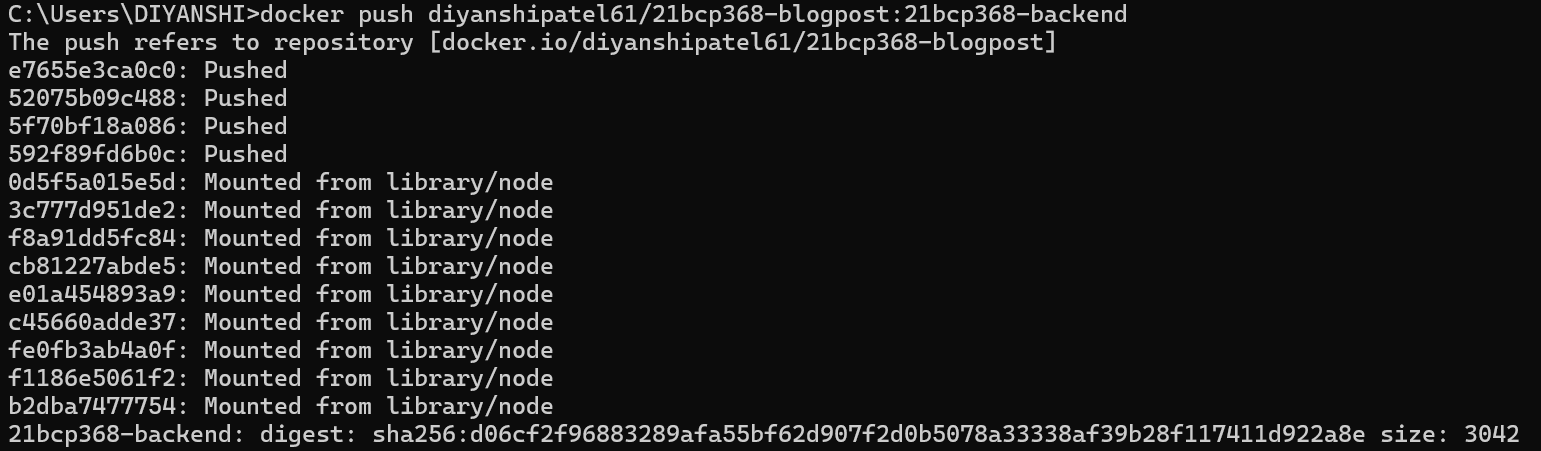 C:\Users\DIYANSHI>docker push diyanshipatel61/21bcp368-blogpost:21bcp368-backend
The push refers to repository [docker.io/diyanshipatel61/21bcp368-blogpost]
e7655e3ca0c0: Pushed
52075b09c488: Pushed
5f70bf18a086: Pushed
592f89fd6b0c: Pushed
0d5f5a015e5d: Mounted from library/node
3c777d951de2: Mounted from library/node
f8a91dd5fc84: Mounted from library/node
cb81227abde5: Mounted from library/node
e01a454893a9: Mounted from library/node
c45660adde37: Mounted from library/node
fe0fb3ab4a0f: Mounted from library/node
f1186e5061f2: Mounted from library/node
b2dba7477754: Mounted from library/node
21bcp368-backend: digest: sha256:d06cf2f96883289afa55bf62d907f2d0b5078a33338af39b28f117411d922a8e size: 3042